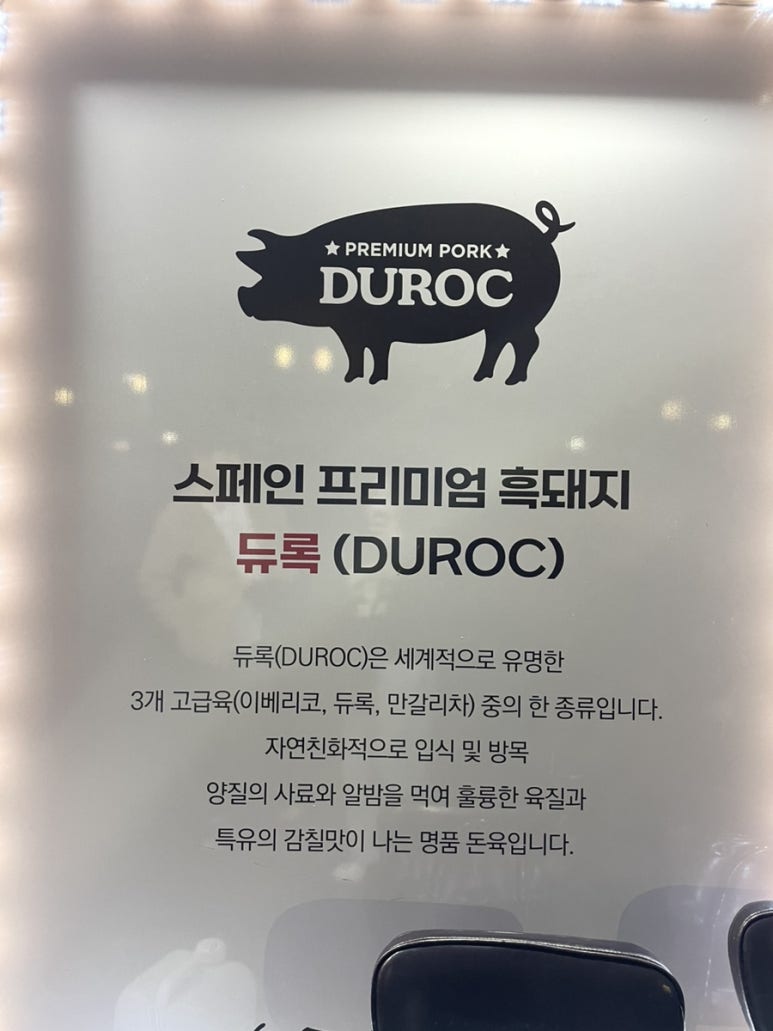 ★PREMIUM PORK★
DUROC
스페인 프리미엄 흑돼지
듀록 (DUROC)
듀록(DUROC)은 세계적으로 유명한
3개 고급육(이베리코, 듀록, 만갈리차) 중의 한 종류입니다.
자연친화적으로 입식 및 방목
양질의 사료와 알밤을 먹여 훌륭한 육질과
특유의 감칠맛이 나는 명품 돈육입니다.